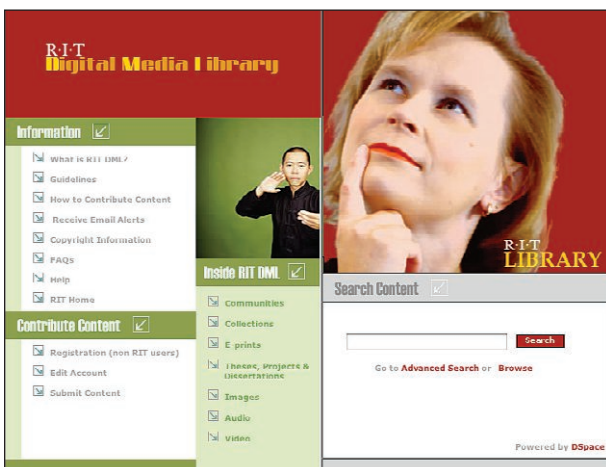 R·I·T
Digital Media Library
Information
What is RIT DML?
Guidelines
How to Contribute Content
Receive Email Alerts
Copyright Information
FAQs
Help
RIT Home
Contribute Content
Registration (non RIT users)
Edit Account
Submit Content
Inside RIT DML
Communities
Collections
E-prints
Theses, Projects &
Dissertations
Images
Audio
Video
R·I·T
LIBRARY
Search Content
Search
Go to Advanced Search or Browse
Powered by DSpace